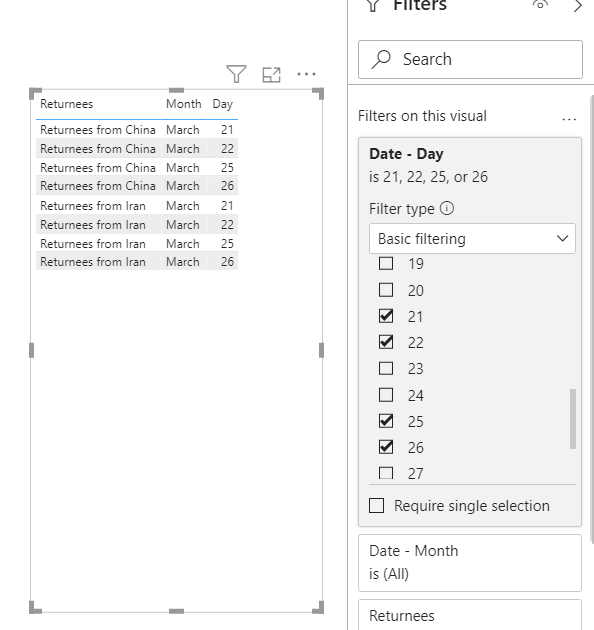 Filters
Search
Returnees Month Day
Returnees from China March 21
Returnees from China March 22
Returnees from China March 25
Returnees from China March 26
Returnees from Iran March 21
Returnees from Iran March 22
Returnees from Iran March 25
Returnees from Iran March 26
Filters on this visual ...
Date - Day
is 21, 22, 25, or 26
Filter type
Basic filtering
19
20
21
22
23
24
25
26
27
Require single selection
Date - Month
is (All)
Returnees